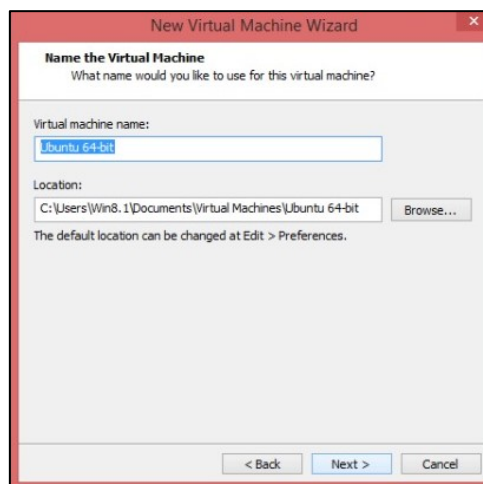 New Virtual Machine Wizard
Name the Virtual Machine
What name would you like to use for this virtual machine?
Virtual machine name:
Ubuntu 64-bit
Location:
C:\Users\Win8.1\Documents\Virtual Machines\Ubuntu 64-bit
Browse...
The default location can be changed at Edit > Preferences.
< Back Next > Cancel